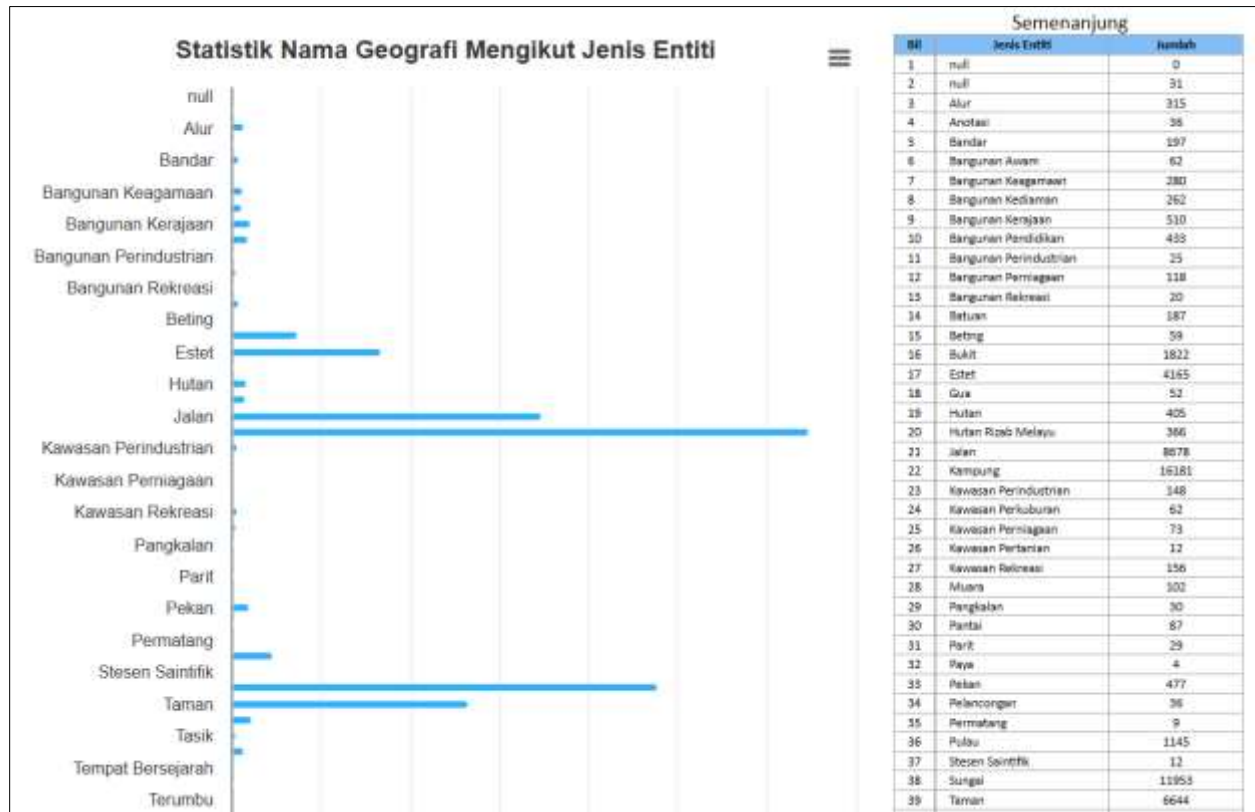 Statistik Nama Geografi Mengikut Jenis Entiti
null
Alur
Bandar
Bangunan Keagamaan
Bangunan Kerajaan
Bangunan Perindustrian
Bangunan Rekreasi
Beting
Estet
Hutan
Jalan
Kawasan Perindustrian
Kawasan Perniagaan
Kawasan Rekreasi
Pangkalan
Parit
Pekan
Permatang
Stesen Saintifik
Taman
Tasik
Tempat Bersejarah
Terumbu
Semenanjung
Bil Jenis Entiti Jumlah
1 null 0
2 null 31
3 Alur 315
4 Anotasi 36
5 Bandar 197
6 Bangunan Awam 62
7 Bangunan Keagamaan 280
8 Bangunan Kediaman 262
9 Bangunan Kerajaan 510
10 Bangunan Pendidikan 433
11 Bangunan Perindustrian 25
12 Bangunan Perniagaan 118
13 Bangunan Rekreasi 20
14 Batuan 187
15 Beting 59
16 Bukit 1822
17 Estet 4165
18 Gua 52
19 Hutan 405
20 Hutan Rizab Melayu 366
21 Jalan 8678
22 Kampung 16181
23 Kawasan Perindustrian 148
24 Kawasan Perkuburan 62
25 Kawasan Perniagaan 73
26 Kawasan Pertanian 12
27 Kawasan Rekreasi 156
28 Muara 102
29 Pangkalan 30
30 Pantai 87
31 Parit 29
32 Paya 4
33 Pekan 477
34 Pelancongan 36
35 Permatang 9
36 Pulau 1145
37 Stesen Saintifik 12
38 Sungai 11953
39 Taman 6644